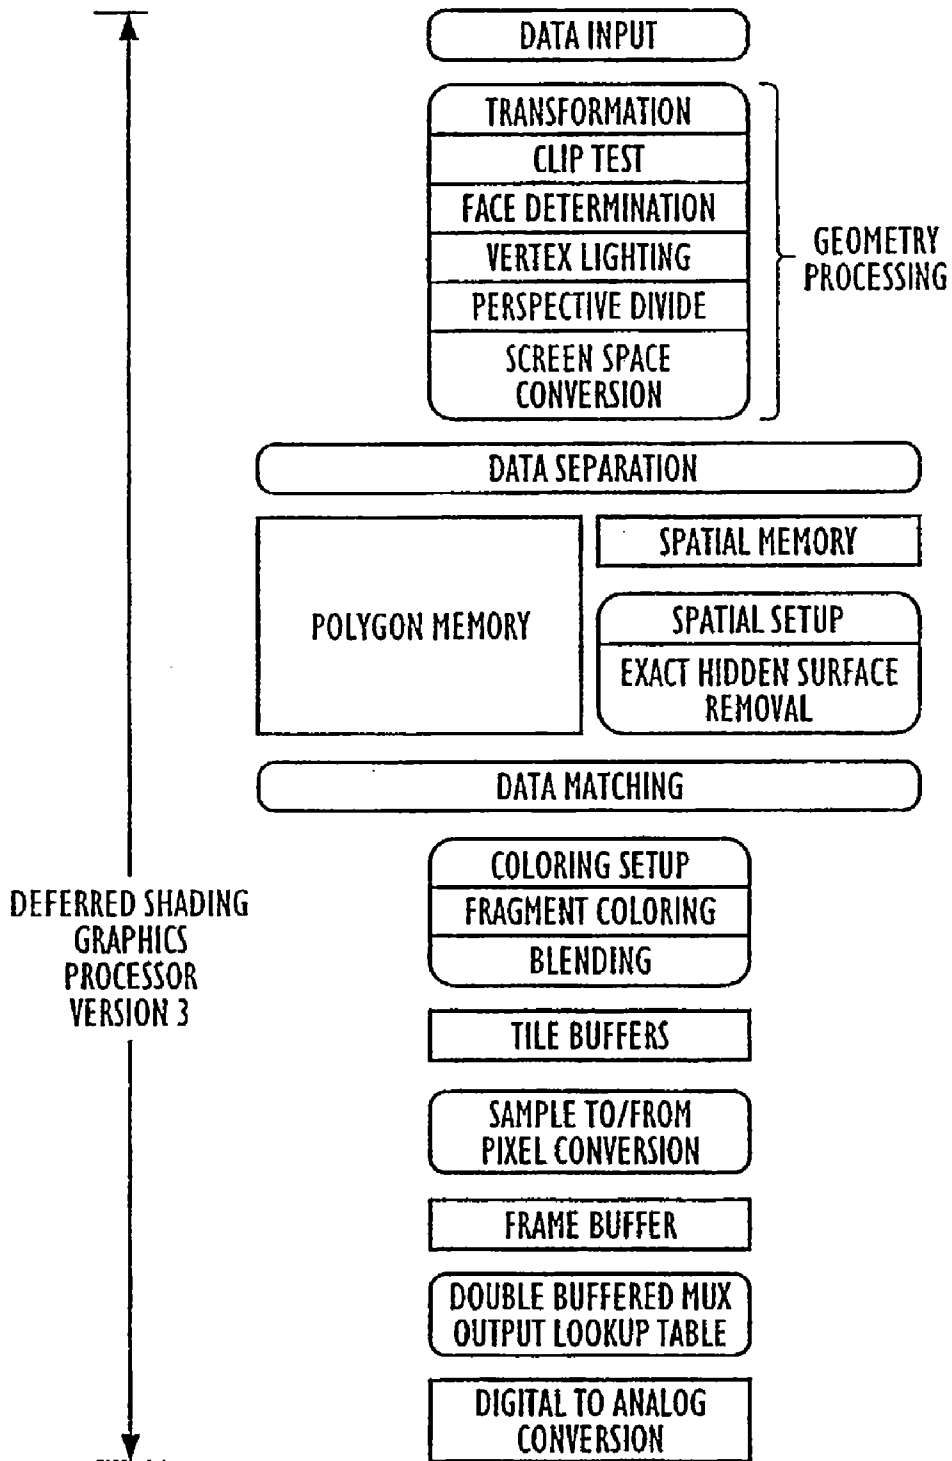 DATA INPUT
TRANSFORMATION
CLIP TEST
FACE DETERMINATION
VERTEX LIGHTING
PERSPECTIVE DIVIDE
SCREEN SPACE
CONVERSION
GEOMETRY
PROCESSING
DATA SEPARATION
POLYGON MEMORY
SPATIAL MEMORY
SPATIAL SETUP
EXACT HIDDEN SURFACE
REMOVAL
DATA MATCHING
DEFERRED SHADING
GRAPHICS
PROCESSOR
VERSION 3
COLORING SETUP
FRAGMENT COLORING
BLENDING
TILE BUFFERS
SAMPLE TO/FROM
PIXEL CONVERSION
FRAME BUFFER
DOUBLE BUFFERED MUX
OUTPUT LOOKUP TABLE
DIGITAL TO ANALOG
CONVERSION